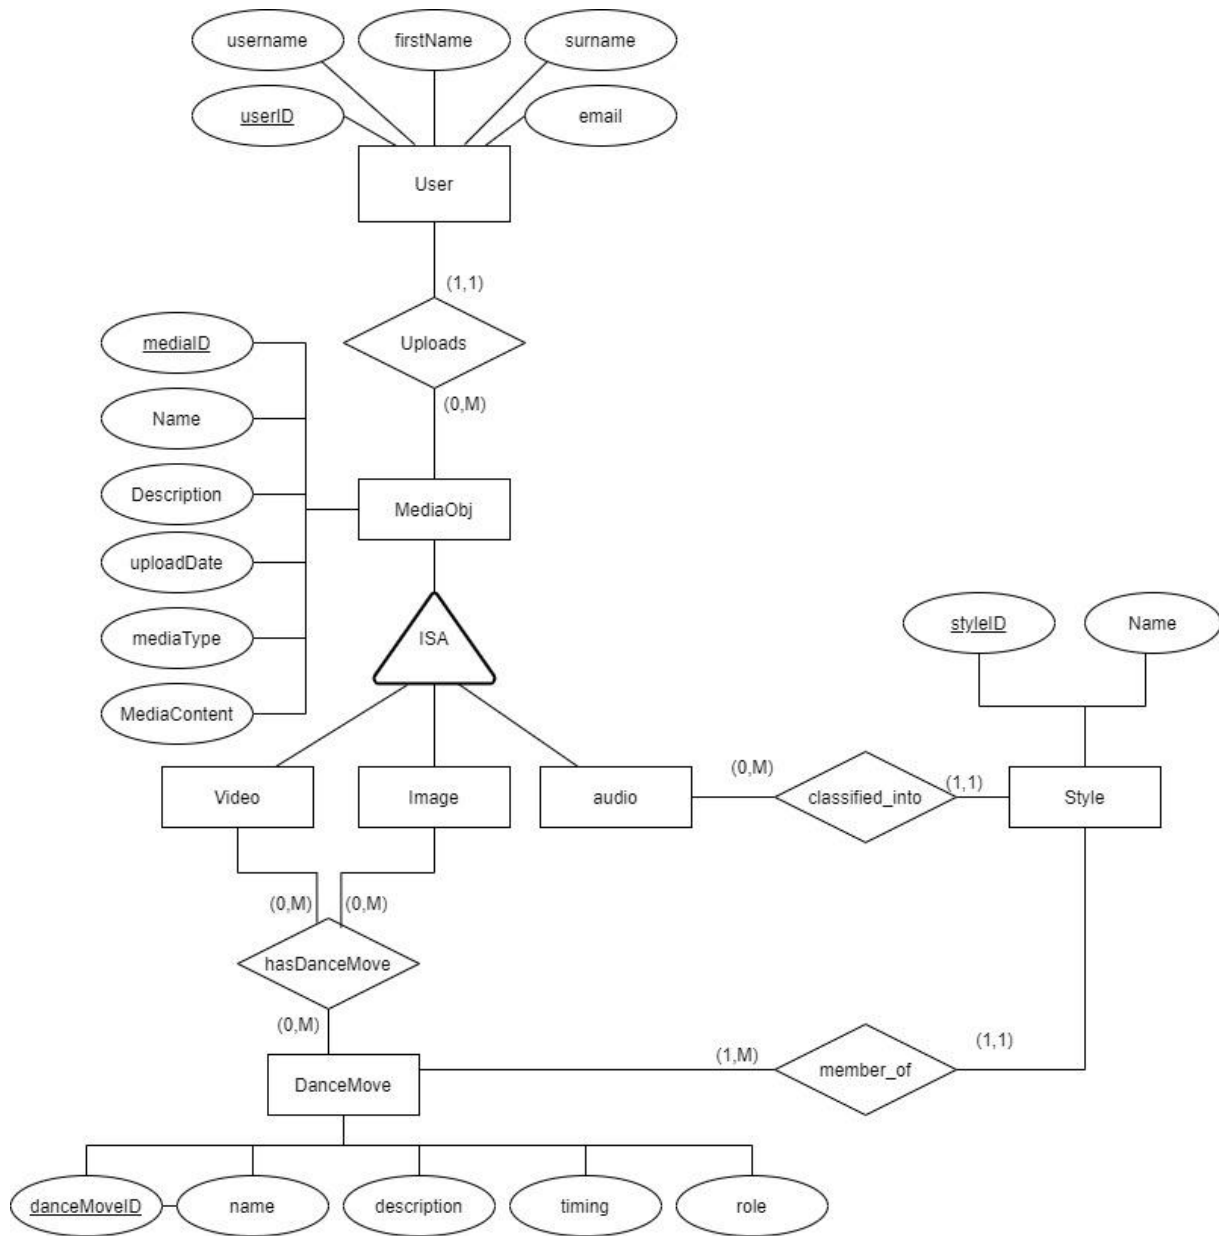 username
firstName
surname
userID
email
User
(1,1)
Uploads
(0,M)
mediaID
Name
Description
uploadDate
mediaType
MediaContent
MediaObj
ISA
styleID
Name
Video
Image
audio
(0,M)
classified_into
(1,1)
Style
(0,M)
(0,M)
hasDanceMove
(0,M)
DanceMove
(1,M)
member_of
(1,1)
danceMoveID
name
description
timing
role